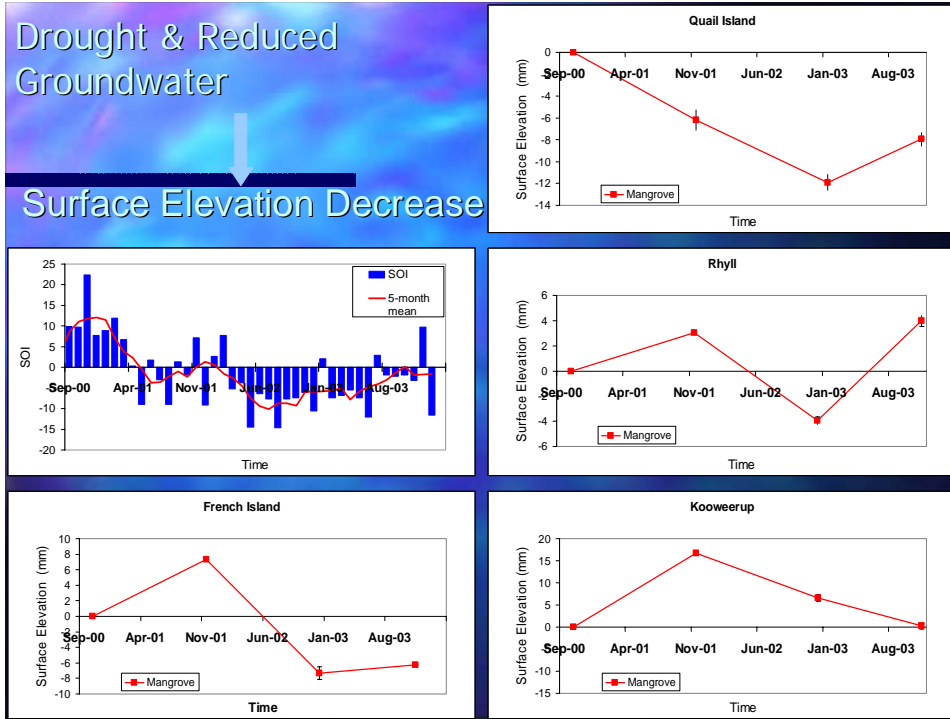 Drought & Reduced
Groundwater
Surface Elevation Decrease
Quail Island
Surface Elevation (mm)
0
-2
-4
-6
-8
-10
-12
-14
Sep-00 Apr-01 Nov-01 Jun-02 Jan-03 Aug-03
Mangrove
Time
SOI
25
20
15
10
5
0
-5
-10
-15
-20
Sep-00 Apr-01 Nov-01 Jun-02 Jan-03 Aug-03
SOI
5-month
mean
Time
Rhyll
Surface Elevation (mm)
6
4
2
0
-2
-4
-6
Sep-00 Apr-01 Nov-01 Jun-02 Jan-03 Aug-03
Mangrove
Time
French Island
Surface Elevation (mm)
10
8
6
4
2
0
-2
-4
-6
-8
-10
Sep-00 Apr-01 Nov-01 Jun-02 Jan-03 Aug-03
Mangrove
Time
Kooweerup
Surface Elevation (mm)
20
15
10
5
0
-5
-10
-15
Sep-00 Apr-01 Nov-01 Jun-02 Jan-03 Aug-03
Mangrove
Time